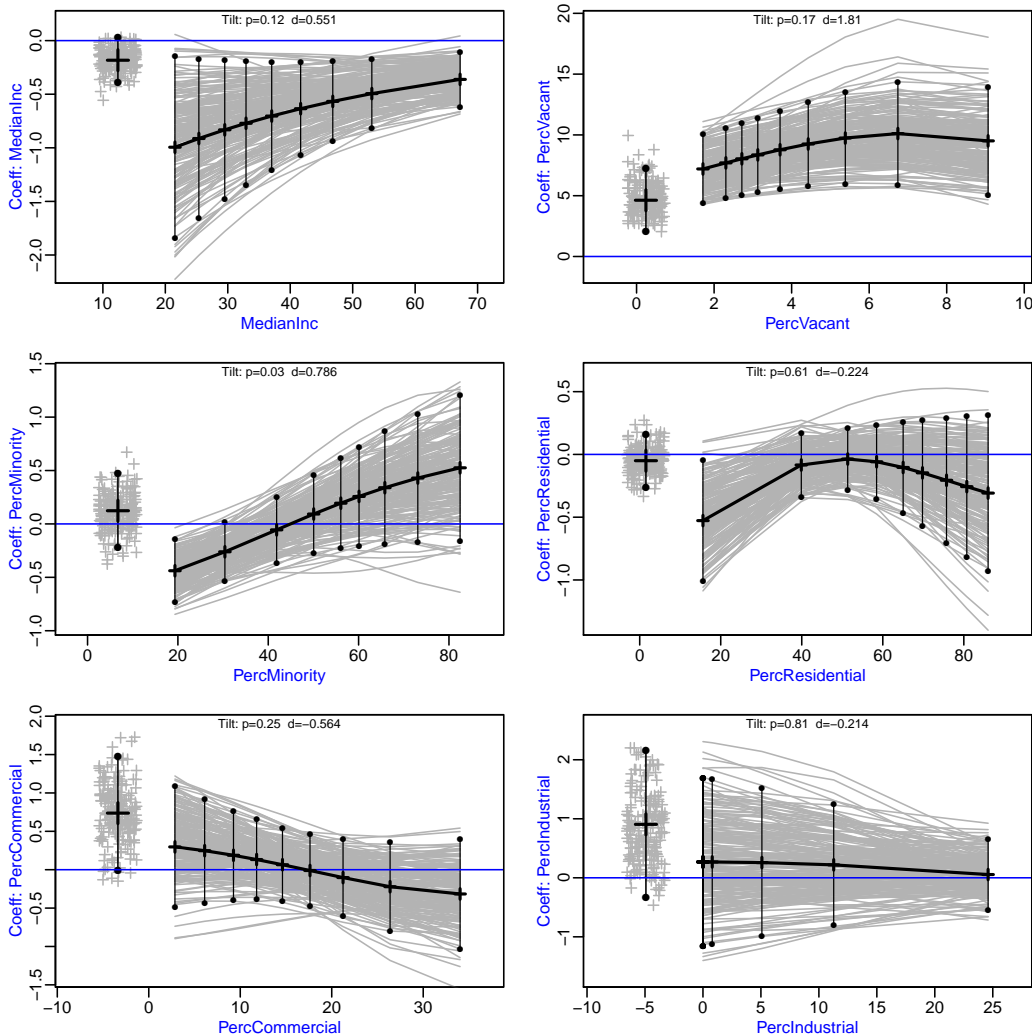 Tilt: p=0.12 d=0.551
0.0
−0.5
−1.0
−1.5
−2.0
Coeff: MedianInc
10 20 30 40 50 60 70
MedianInc
Tilt: p=0.17 d=1.81
20
15
10
5
0
Coeff: PercVacant
0 2 4 6 8 10
PercVacant
Tilt: p=0.03 d=0.786
1.5
1.0
0.5
0.0
−0.5
−1.0
Coeff: PercMinority
0 20 40 60 80
PercMinority
Tilt: p=0.61 d=−0.224
0.5
0.0
−0.5
−1.0
Coeff: PercResidential
0 20 40 60 80
PercResidential
Tilt: p=0.25 d=−0.564
2.0
1.5
1.0
0.5
−0.5
−1.5
Coeff: PercCommercial
−10 0 10 20 30
PercCommercial
Tilt: p=0.81 d=−0.214
2
1
0
−1
Coeff: PercIndustrial
−10 −5 0 5 10 15 20 25
PercIndustrial